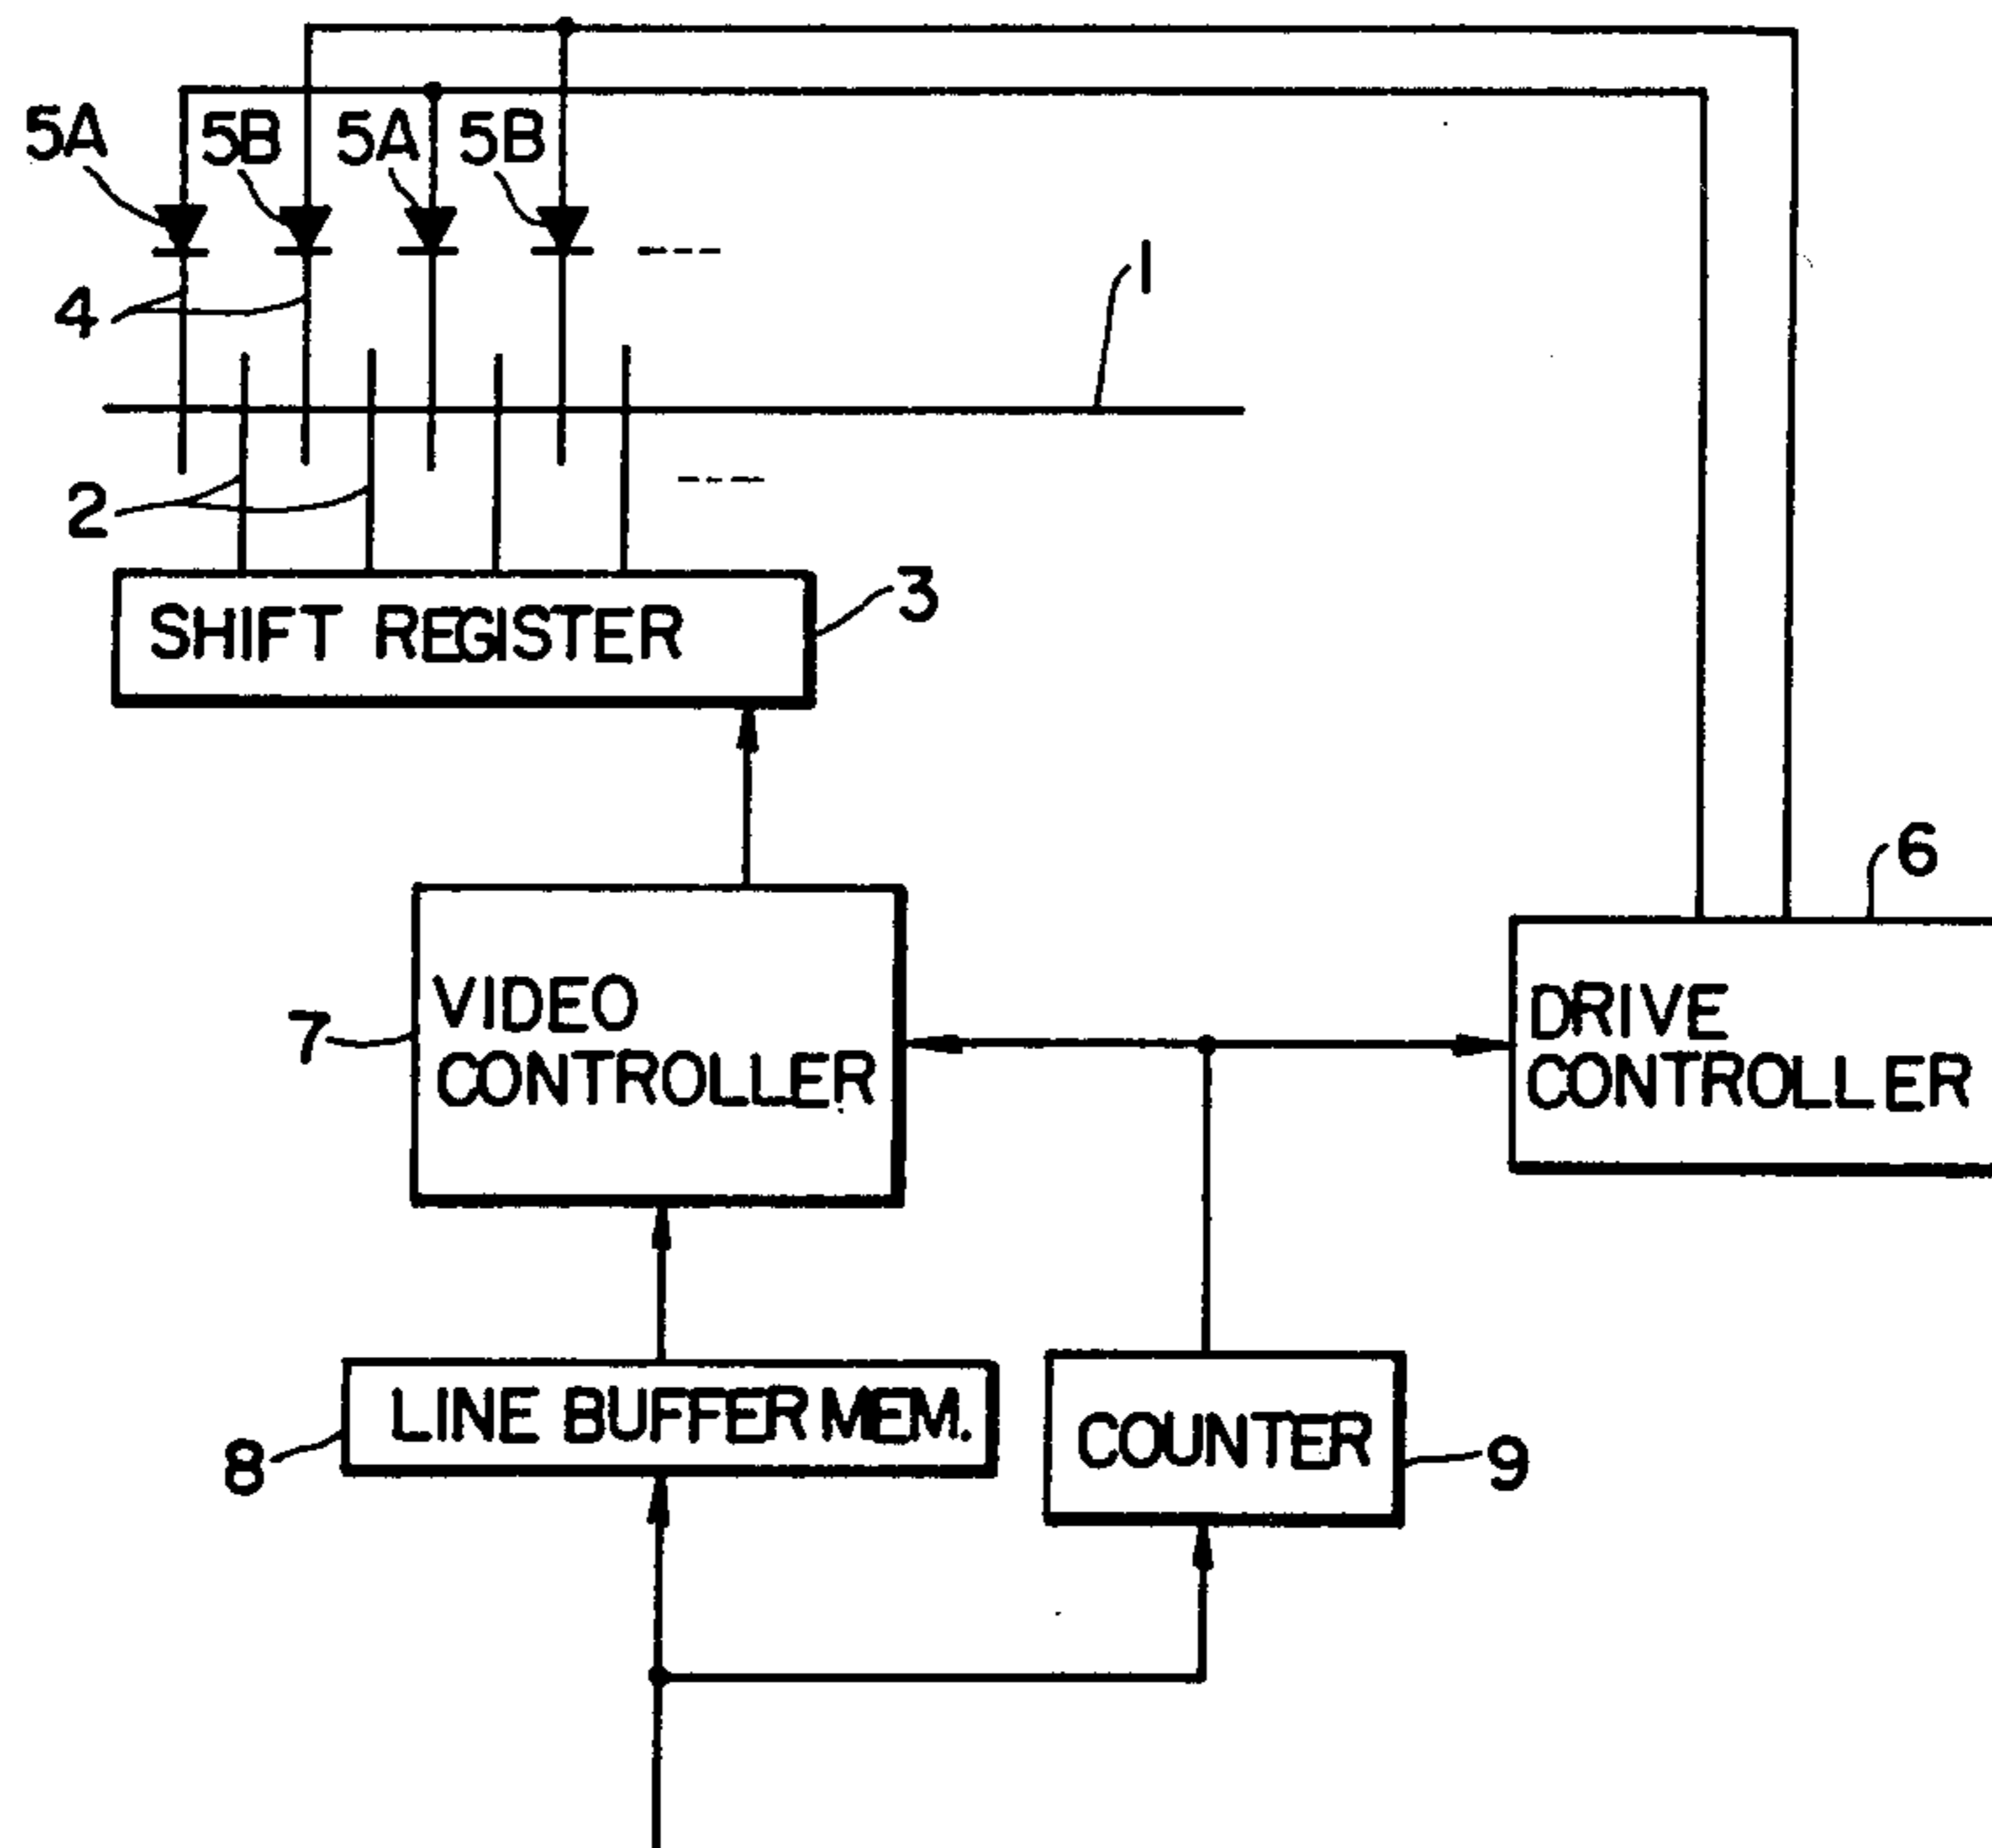 5A 5B 5A 5B
1
4
2
SHIFT REGISTER
3
6
VIDEO
CONTROLLER
7
DRIVE
CONTROLLER
LINE BUFFER MEM.
8
COUNTER
9